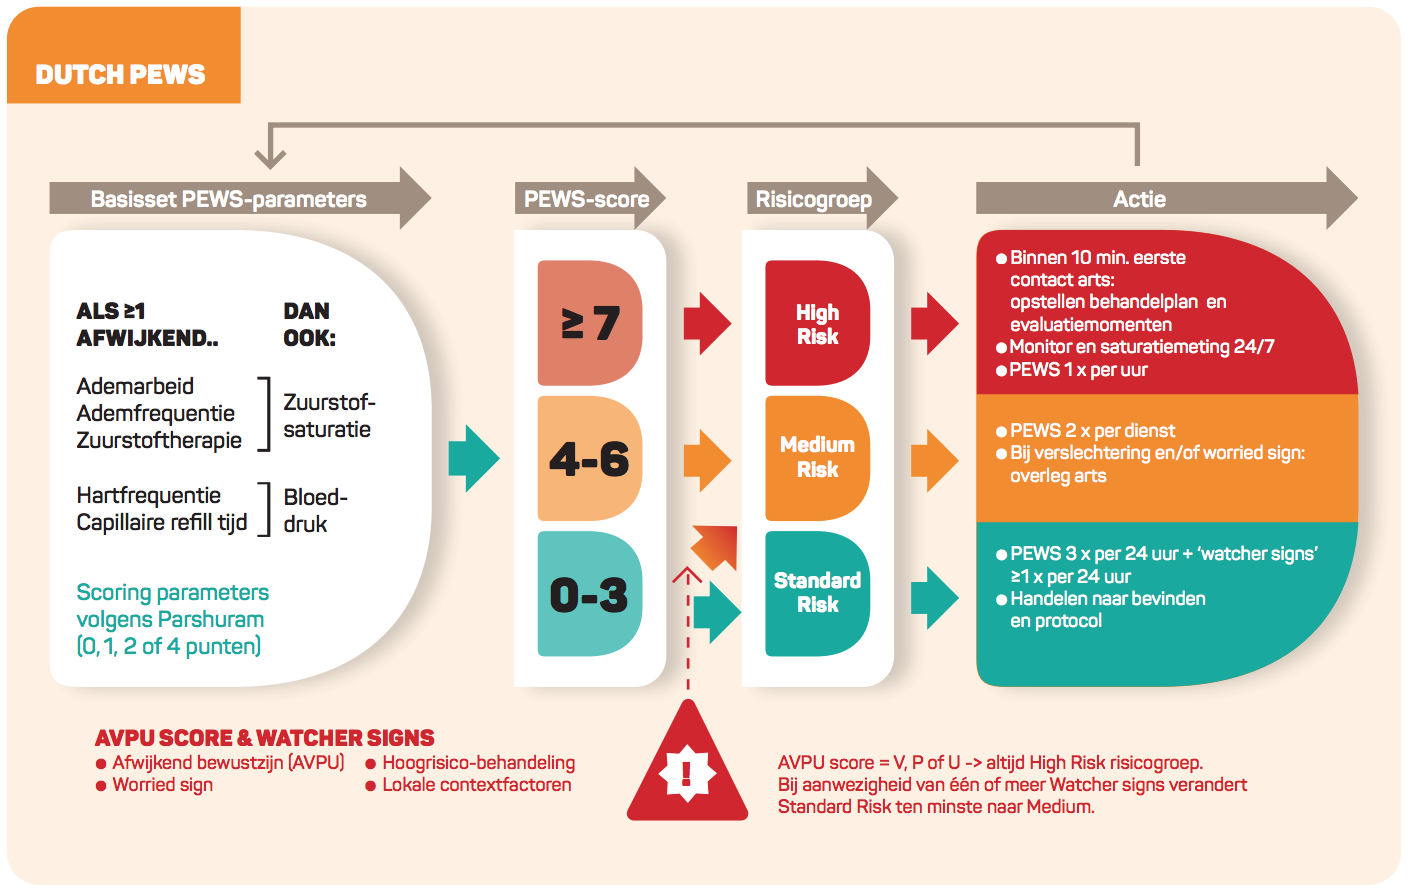 DUTCH PEWS
Basisset PEWS-parameters
PEWS-score
Risicogroep
Actie
ALS ≥1
AFWIJKEND..
DAN
OOK:
Ademarbeid
Ademfrequentie
Zuurstoftherapie
Zuurstof-
saturatie
Hartfrequentie
Capillaire refill tijd
Bloed-
druk
Scoring parameters
volgens Parshuram
(0, 1, 2 of 4 punten)
≥ 7
4-6
0-3
High
Risk
Medium
Risk
Standard
Risk
● Binnen 10 min. eerste
contact arts:
opstellen behandelplan en
evaluatiemomenten
● Monitor en saturatiemeting 24/7
● PEWS 1 x per uur
● PEWS 2 x per dienst
● Bij verslechtering en/of worried sign:
overleg arts
● PEWS 3 x per 24 uur + ‘watcher signs’
≥1 x per 24 uur
● Handelen naar bevinden
en protocol
AVPU SCORE & WATCHER SIGNS
● Afwijkend bewustzijn (AVPU)
● Worried sign
● Hoogrisico-behandeling
● Lokale contextfactoren
!
AVPU score = V, P of U -> altijd High Risk risicogroep.
Bij aanwezigheid van één of meer Watcher signs verandert
Standard Risk ten minste naar Medium.